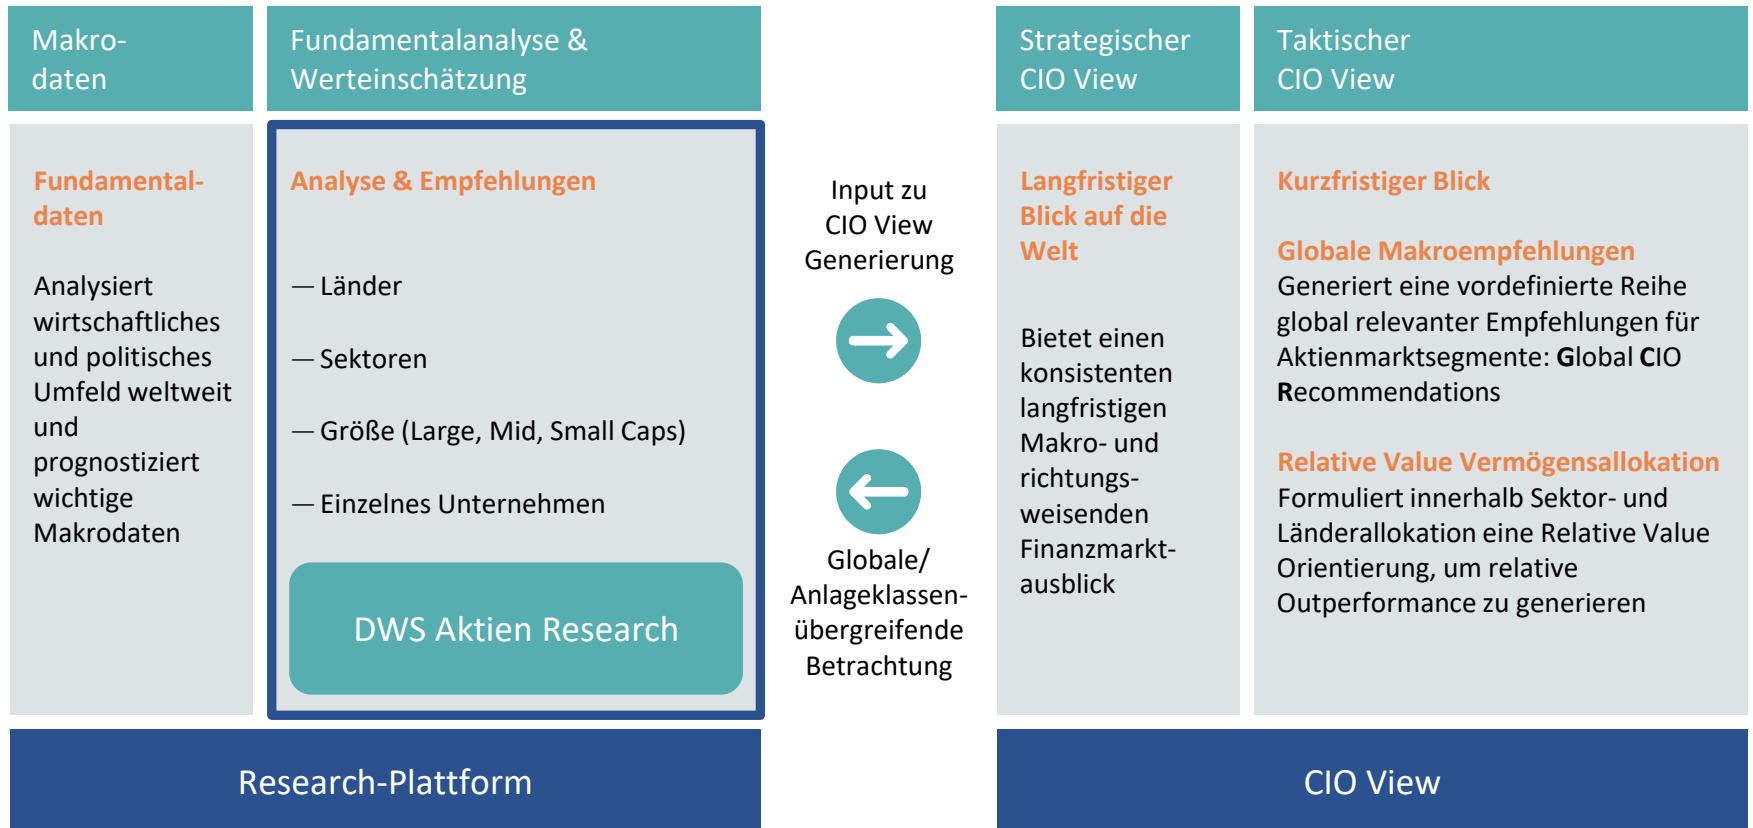 Makro-
daten
Fundamentalanalyse &
Werteinschätzung
Strategischer
CIO View
Taktischer
CIO View
Fundamental-
daten
Analysiert
wirtschaftliches
und politisches
Umfeld weltweit
und
prognostiziert
wichtige
Makrodaten
Analyse & Empfehlungen
— Länder
— Sektoren
— Größe (Large, Mid, Small Caps)
— Einzelnes Unternehmen
DWS Aktien Research
Input zu
CIO View
Generierung
Globale/
Anlageklassen-
übergreifende
Betrachtung
Langfristiger
Blick auf die
Welt
Bietet einen
konsistenten
langfristigen
Makro- und
richtungs-
weisenden
Finanzmarkt-
ausblick
Kurzfristiger Blick
Globale Makroempfehlungen
Generiert eine vordefinierte Reihe
global relevanter Empfehlungen für
Aktienmarktsegmente: Global CIO
Recommendations
Relative Value Vermögensallokation
Formuliert innerhalb Sektor- und
Länderallokation eine Relative Value
Orientierung, um relative
Outperformance zu generieren
Research-Plattform
CIO View